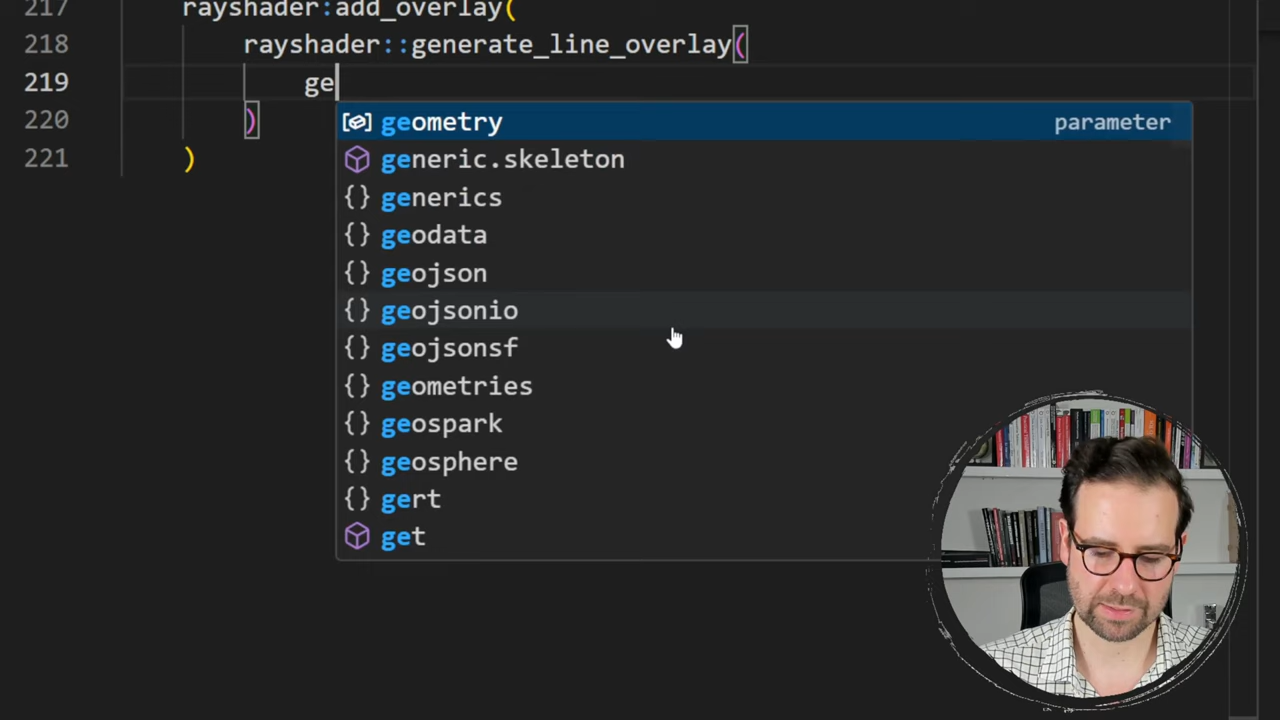 217 rayshader:add_overlay(
218 rayshader::generate_line_overlay(
219 ge
geometry parameter
generic.skeleton
generics
geodata
geojson
geojsonio
geojsonsf
geometries
geospark
geosphere
gert
get
220 )
221 )